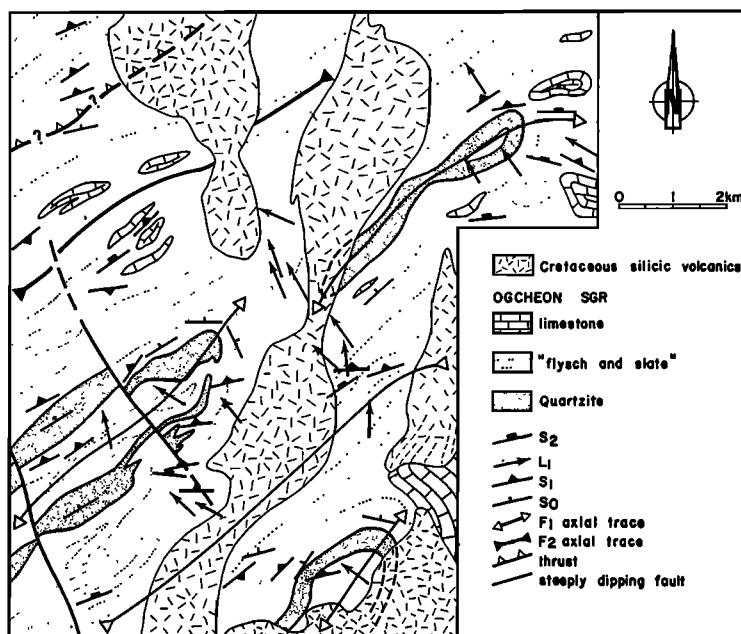 ?
?
N
0 1 2km
Cretaceous silicic volcanics
OGCHEON SGR
limestone
"flysch and slate"
Quartzite
S2
L1
S1
S0
F1 axial trace
F2 axial trace
thrust
steeply dipping fault